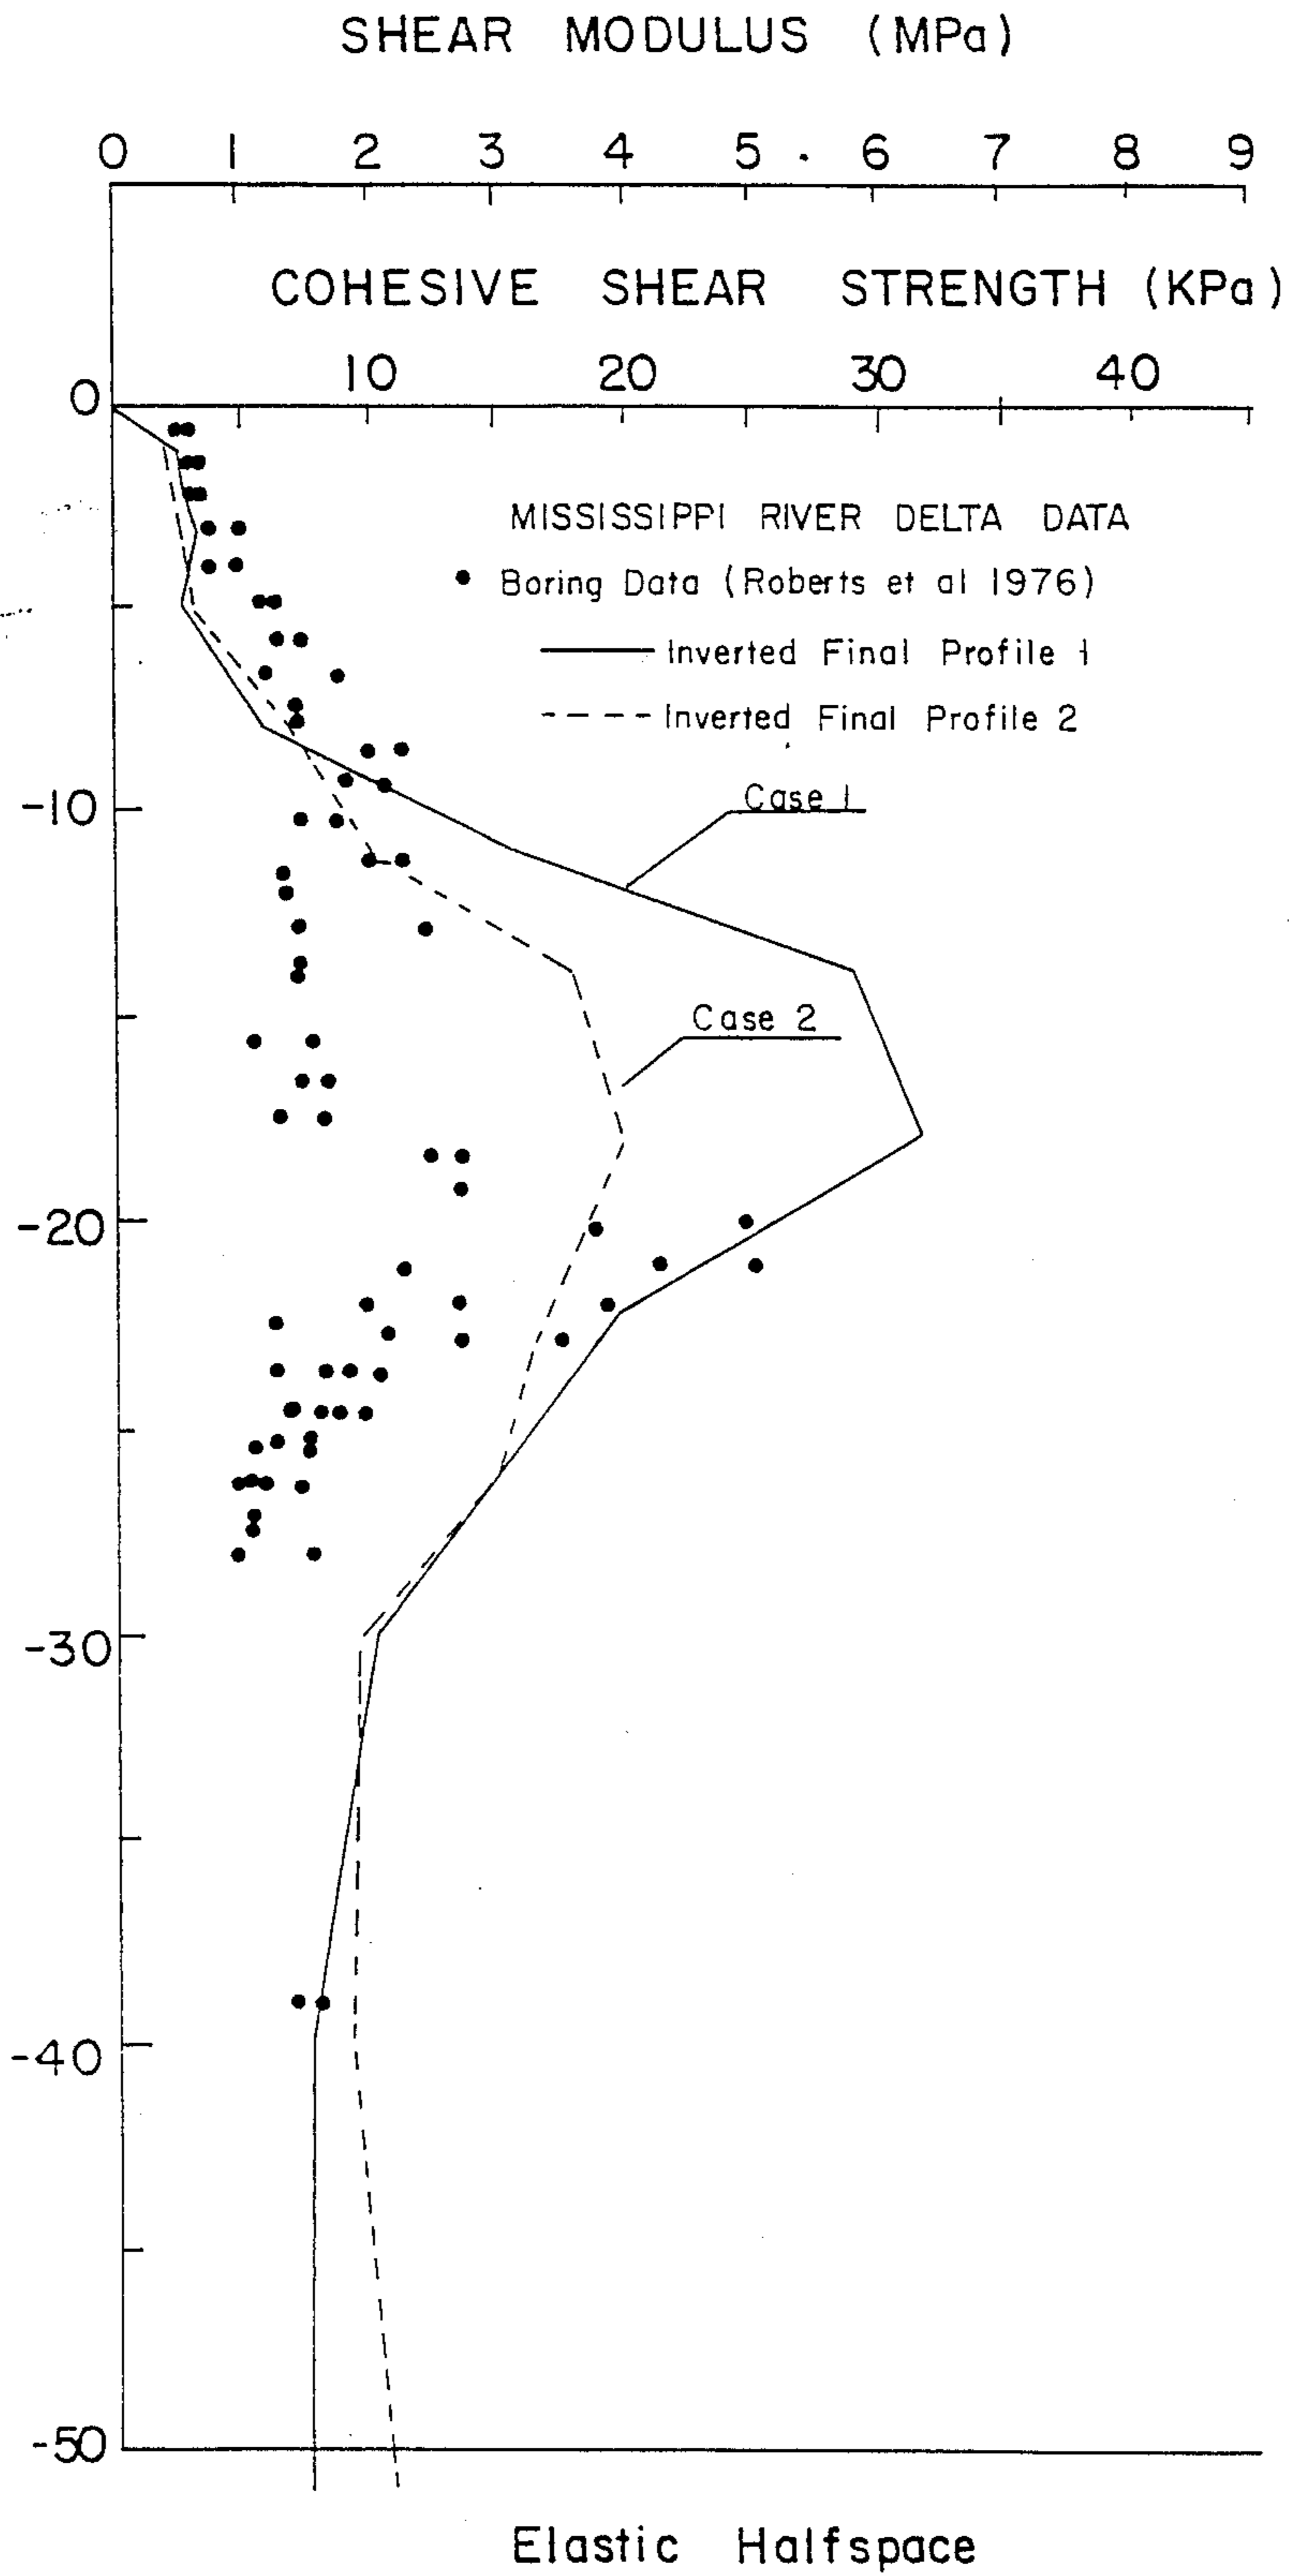 SHEAR MODULUS (MPa)
0 1 2 3 4 5 6 7 8 9
COHESIVE SHEAR STRENGTH (KPa)
10 20 30 40
0
MISSISSIPPI RIVER DELTA DATA
Boring Data (Roberts et al 1976)
Inverted Final Profile 1
Inverted Final Profile 2
-10
Case 1
Case 2
-20
-30
-40
-50
Elastic Halfspace